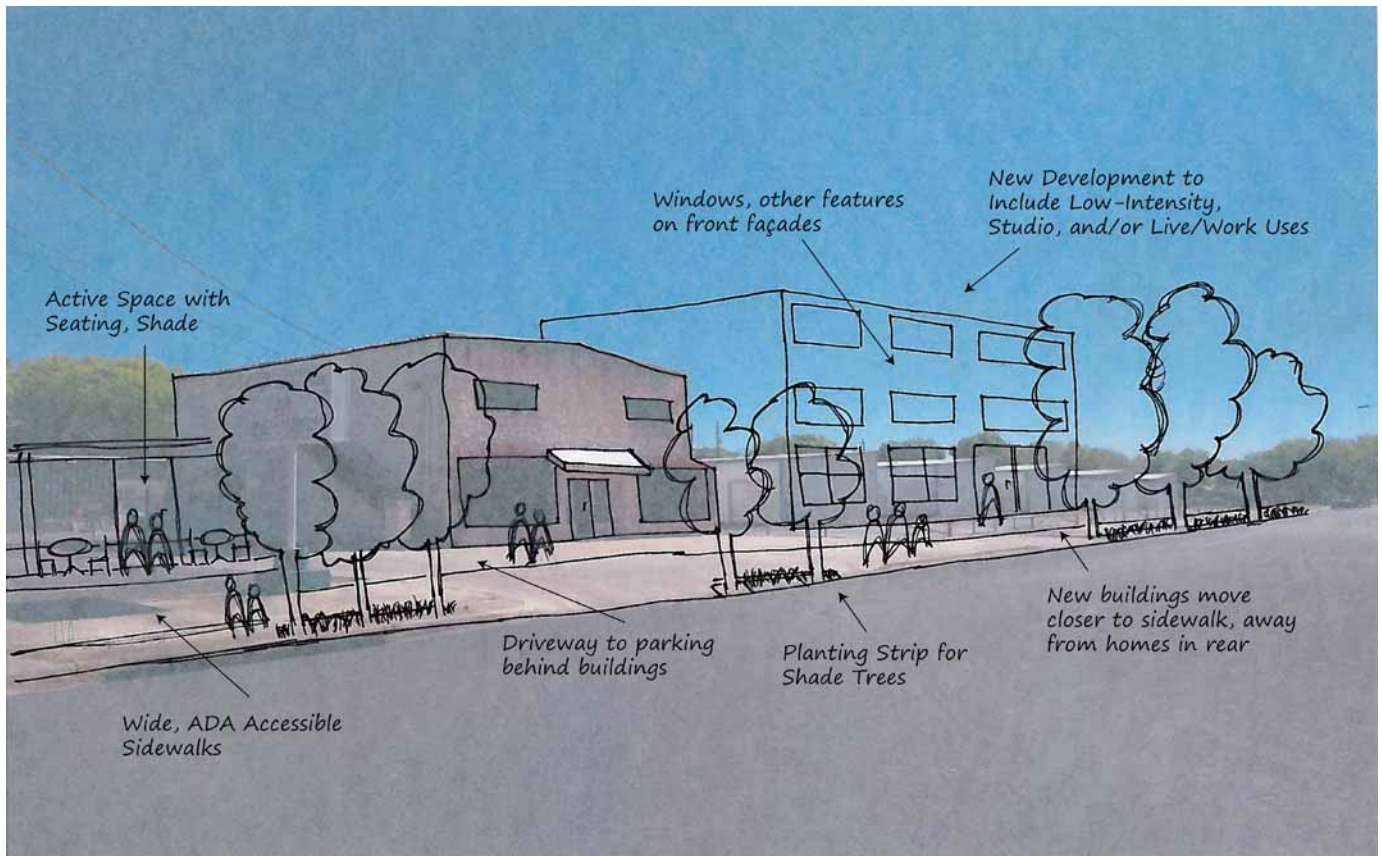 New Development to
Include Low-Intensity,
Studio, and/or Live/Work Uses
Windows, other features
on front façades
Active Space with
Seating, Shade
New buildings move
closer to sidewalk, away
from homes in rear
Driveway to parking
behind buildings
Planting Strip for
Shade Trees
Wide, ADA Accessible
Sidewalks